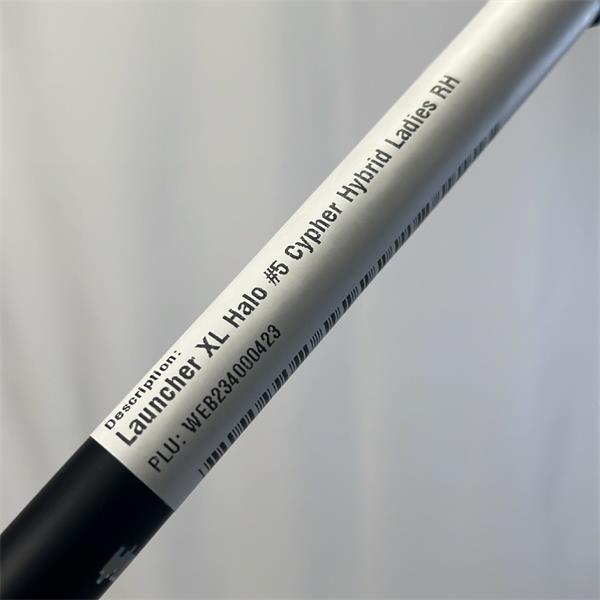 Description:
Launcher XL Halo #5 Cypher Hybrid Ladies RH
PLU: WEB234000423